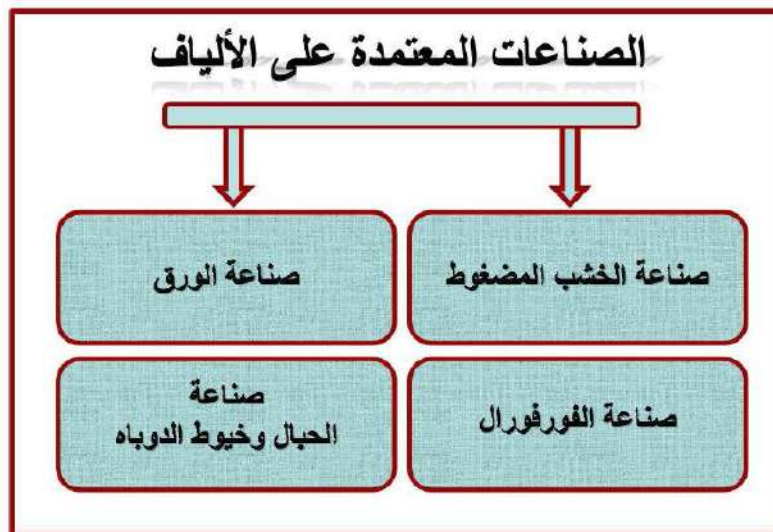 الصناعات المعتمدة على الألياف
صناعة الخشب المضغوط
صناعة الورق
صناعة الفورفورال
صناعة
الحبال وخيوط الدوباه